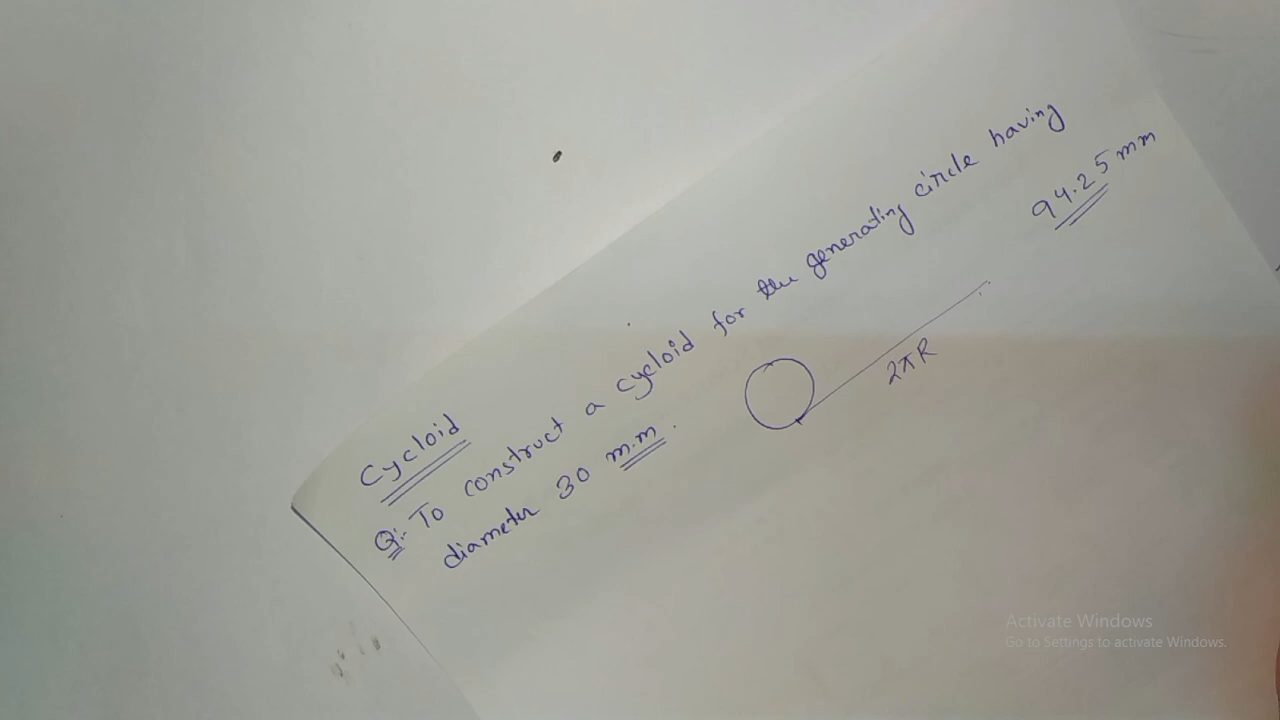 Cycloid
Q:- To construct a cycloid for the generating circle having
diameter 30 m.m.
2πR
94.25 mm
Activate Windows
Go to Settings to activate Windows.